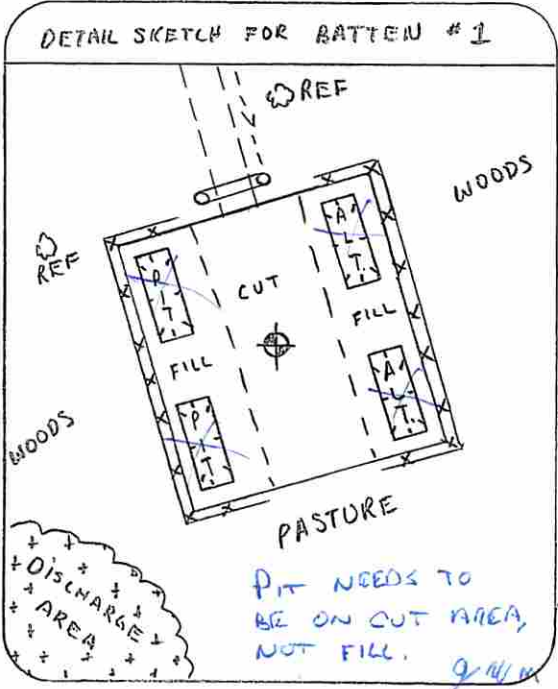 DETAIL SKETCH FOR BATTEN #1
REF
WOODS
REF
ALT.
PIT
CUT
FILL
FILL
ALT.
PIT
WOODS
PASTURE
DISCHARGE
AREA
PIT NEEDS TO
BE ON CUT AREA,
NOT FILL.